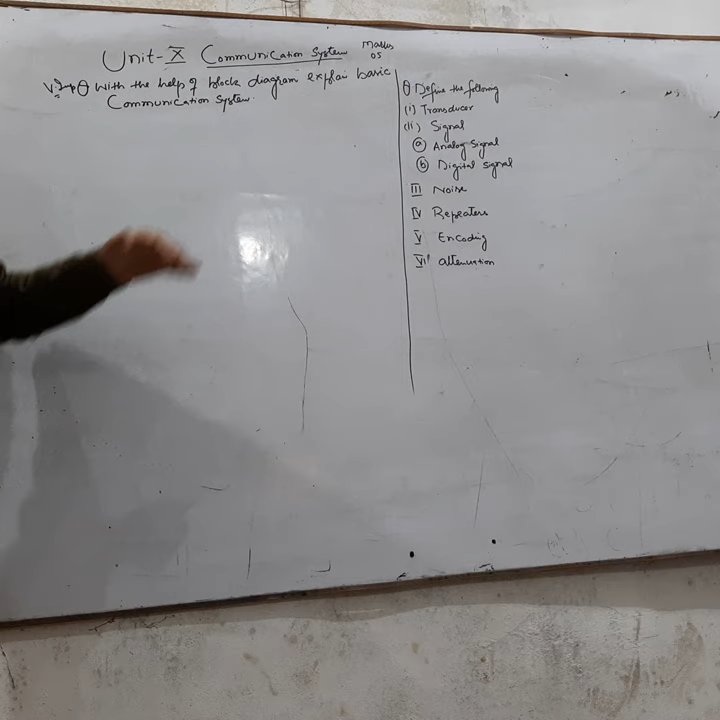 Unit-X Communication System Marks
05
Q With the help of block diagram explain basic
Communication System.
Q Define the following
(i) Transducer
(ii) Signal
(a) Analog Signal
(b) Digital signal
III Noise
IV Repeaters
V Encoding
VI attenuation